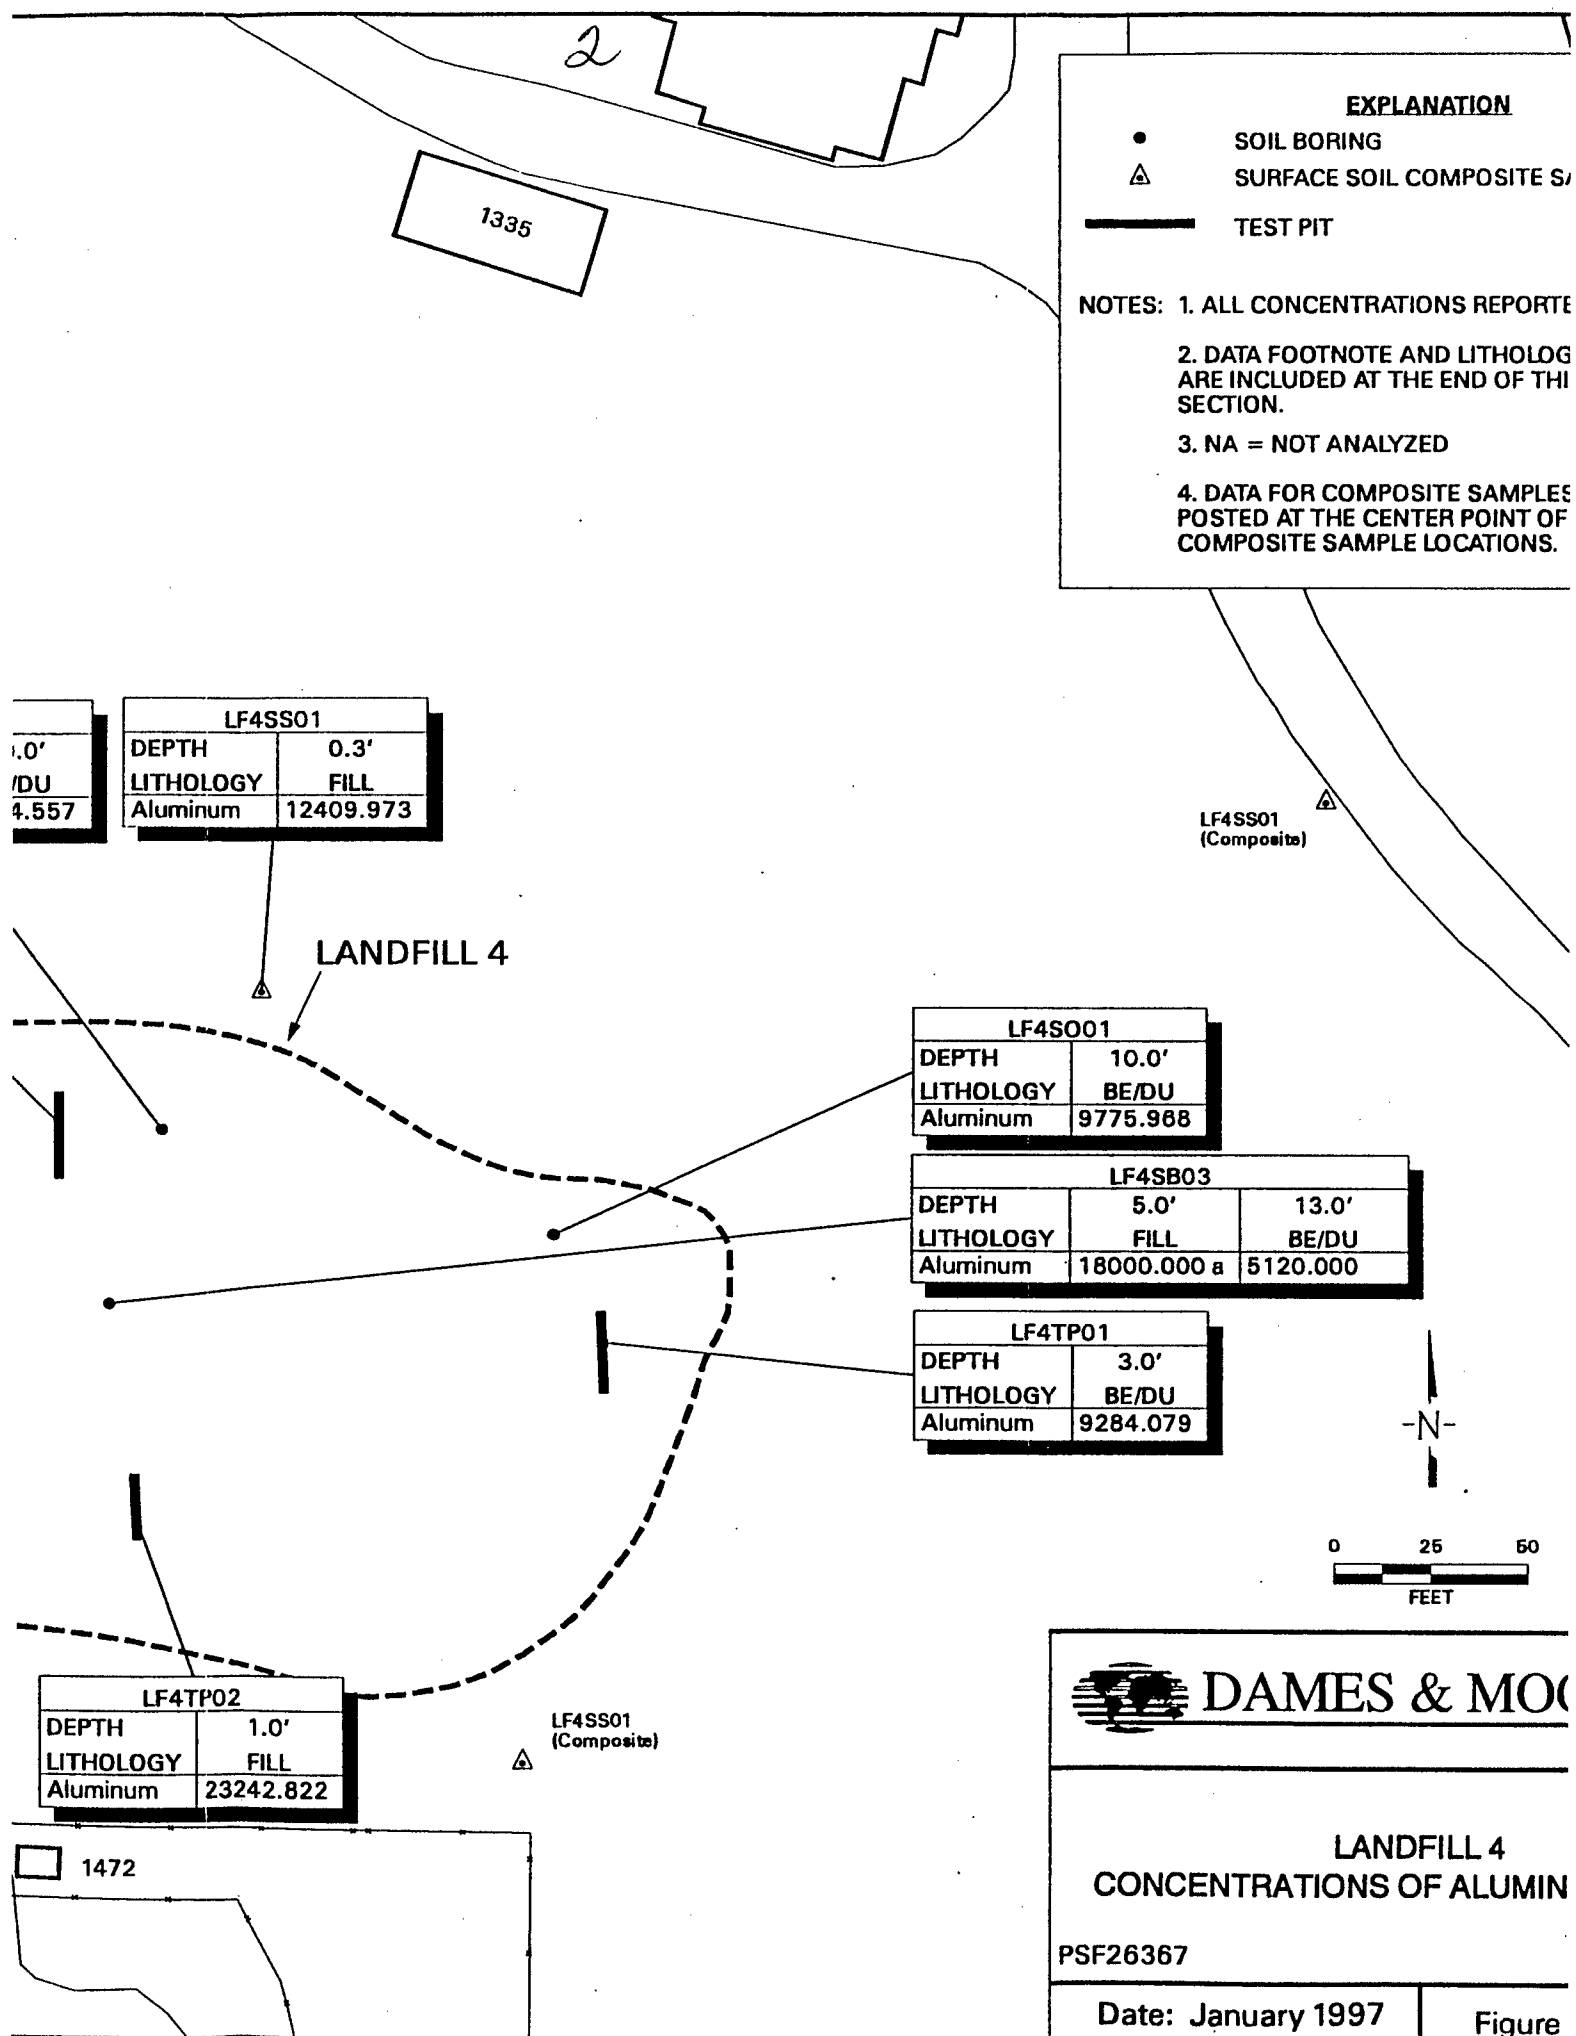 2
1335
EXPLANATION
SOIL BORING
SURFACE SOIL COMPOSITE
TEST PIT
NOTES: 1. ALL CONCENTRATIONS
2. DATA FOOTNOTE AND
ARE INCLUDED AT THE END OF
SECTION.
3. NA = NOT ANALYZED
4. DATA FOR COMPOSITE SAMPLES
POSTED AT THE CENTER POINT OF
COMPOSITE SAMPLE LOCATIONS.
.0'
/DU
4.557
LF4SS01
DEPTH 0.3'
LITHOLOGY FILL
Aluminum 12409.973
LF4SS01
(Composite)
LANDFILL 4
LF4SO01
DEPTH 10.0'
LITHOLOGY BE/DU
Aluminum 9775.968
LF4SB03
DEPTH 5.0' 13.0'
LITHOLOGY FILL BE/DU
Aluminum 18000.000 a 5120.000
LF4TP01
DEPTH 3.0'
LITHOLOGY BE/DU
Aluminum 9284.079
-N-
0 25 50
FEET
LF4TP02
DEPTH 1.0'
LITHOLOGY FILL
Aluminum 23242.822
LF4SS01
(Composite)
1472
DAMES &
LANDFILL 4
CONCENTRATIONS OF
PSF26367
Date: January 1997
Figure